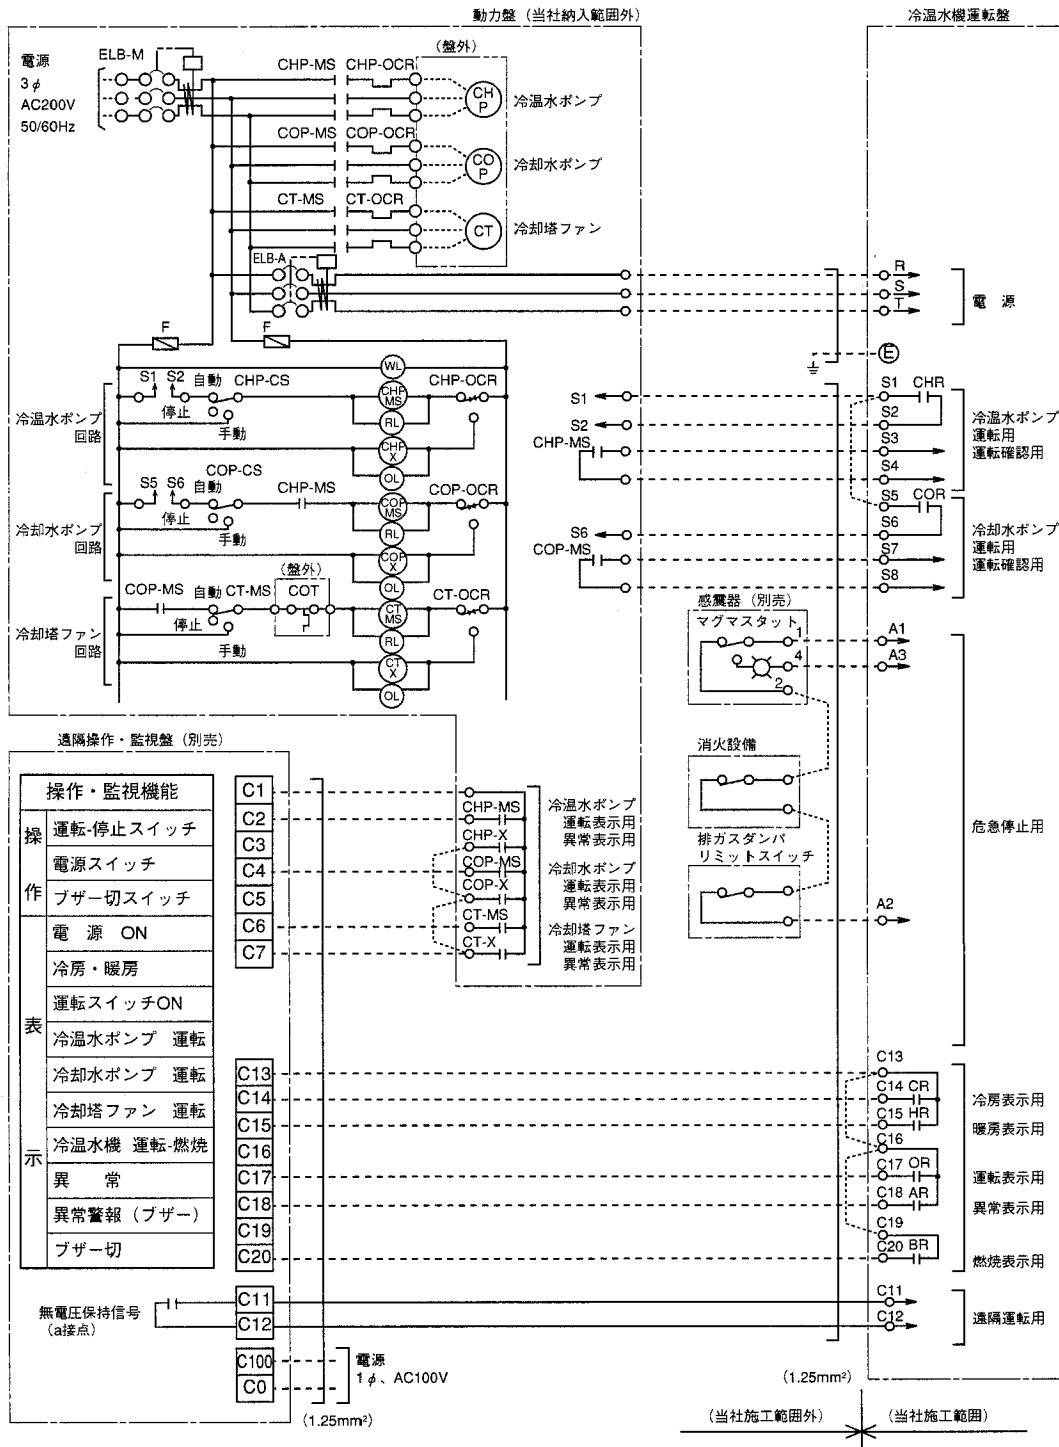 動力盤（当社納入範囲外）
冷温水機運転盤
電源
3φ
AC200V
50/60Hz
ELB-M
（盤外）
CHP-MS CHP-OCR
CHP
冷温水ポンプ
COP-MS COP-OCR
COP
冷却水ポンプ
CT-MS CT-OCR
CT
冷却塔ファン
ELB-A
R
S
T
電 源
F
F
E
WL
冷温水ポンプ
回路
S1 S2 自動 CHP-CS
停止
手動
CHP
MS
RL
CHP
X
OL
CHP-OCR
S1
S2
CHP-MS
S1 CHR
S2
S3
S4
冷温水ポンプ
運転用
運転確認用
冷却水ポンプ
回路
COP-CS
S5 S6 自動
停止
手動
CHP-MS
COP
MS
RL
COP
X
OL
COP-OCR
S6
COP-MS
S5 COR
S6
S7
S8
冷却水ポンプ
運転用
運転確認用
冷却塔ファン
回路
COP-MS 自動 CT-MS
停止
手動
（盤外）
COT
CT
MS
RL
CT
X
OL
CT-OCR
感震器（別売）
マグマスタット
1
4
2
A1
A3
消火設備
排ガスダンパ
リミットスイッチ
A2
危急停止用
遠隔操作・監視盤（別売）
操作・監視機能
操作
運転-停止スイッチ
電源スイッチ
ブザー切スイッチ
表示
電 源 ON
冷房・暖房
運転スイッチON
冷温水ポンプ 運転
冷却水ポンプ 運転
冷却塔ファン 運転
冷温水機 運転-燃焼
異 常
異常警報（ブザー）
ブザー切
C1
C2
C3
C4
C5
C6
C7
CHP-MS
CHP-X
COP-MS
COP-X
CT-MS
CT-X
冷温水ポンプ
運転表示用
異常表示用
冷却水ポンプ
運転表示用
異常表示用
冷却塔ファン
運転表示用
異常表示用
C13
C14
C15
C16
C17
C18
C19
C20
C13
C14 CR
C15 HR
C16
C17 OR
C18 AR
C19
C20 BR
冷房表示用
暖房表示用
運転表示用
異常表示用
燃焼表示用
無電圧保持信号
（a接点）
C11
C12
C11
C12
遠隔運転用
C100
C0
電源
1φ、AC100V
（1.25mm²）
（1.25mm²）
（当社施工範囲外）
（当社施工範囲）